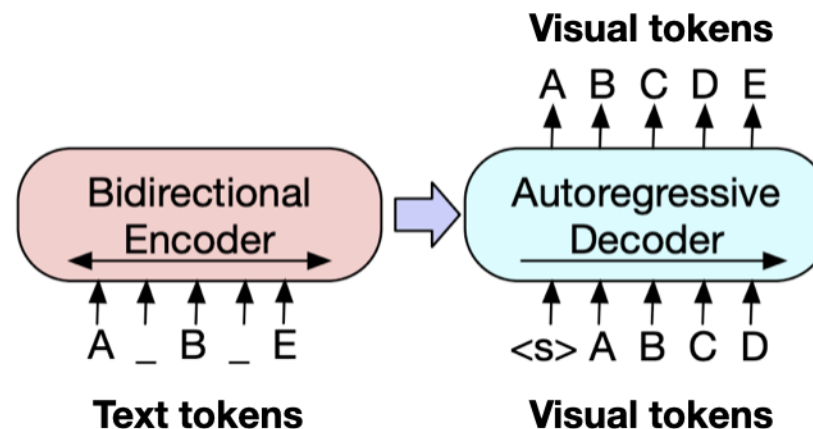 Visual tokens
A B C D E
Bidirectional
Encoder
Autoregressive
Decoder
A _ B _ E
<s> A B C D
Text tokens
Visual tokens